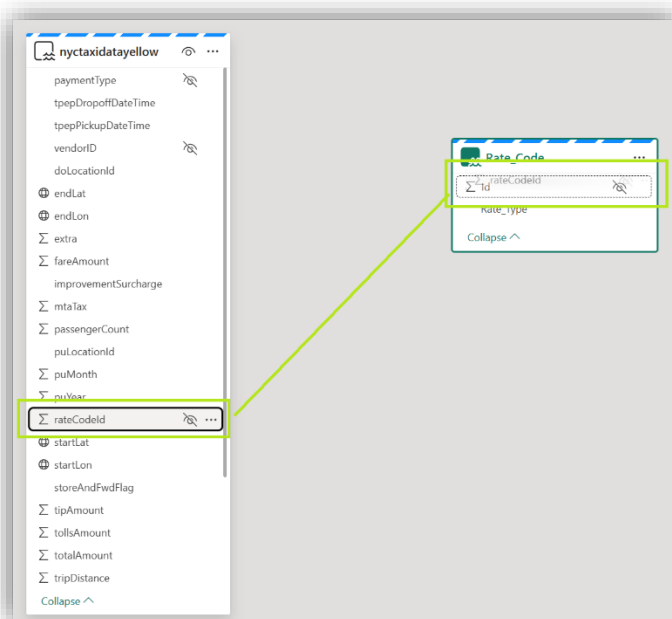 nyctaxidatayellow
paymentType
tpepDropoffDateTime
tpepPickupDateTime
vendorID
doLocationId
endLat
endLon
extra
fareAmount
improvementSurcharge
mtaTax
passengerCount
puLocationId
puMonth
puYear
rateCodeId
startLat
startLon
storeAndFwdFlag
tipAmount
tollsAmount
totalAmount
tripDistance
Collapse
Rate_Code
rateCodeId
Id
Rate_Type
Collapse